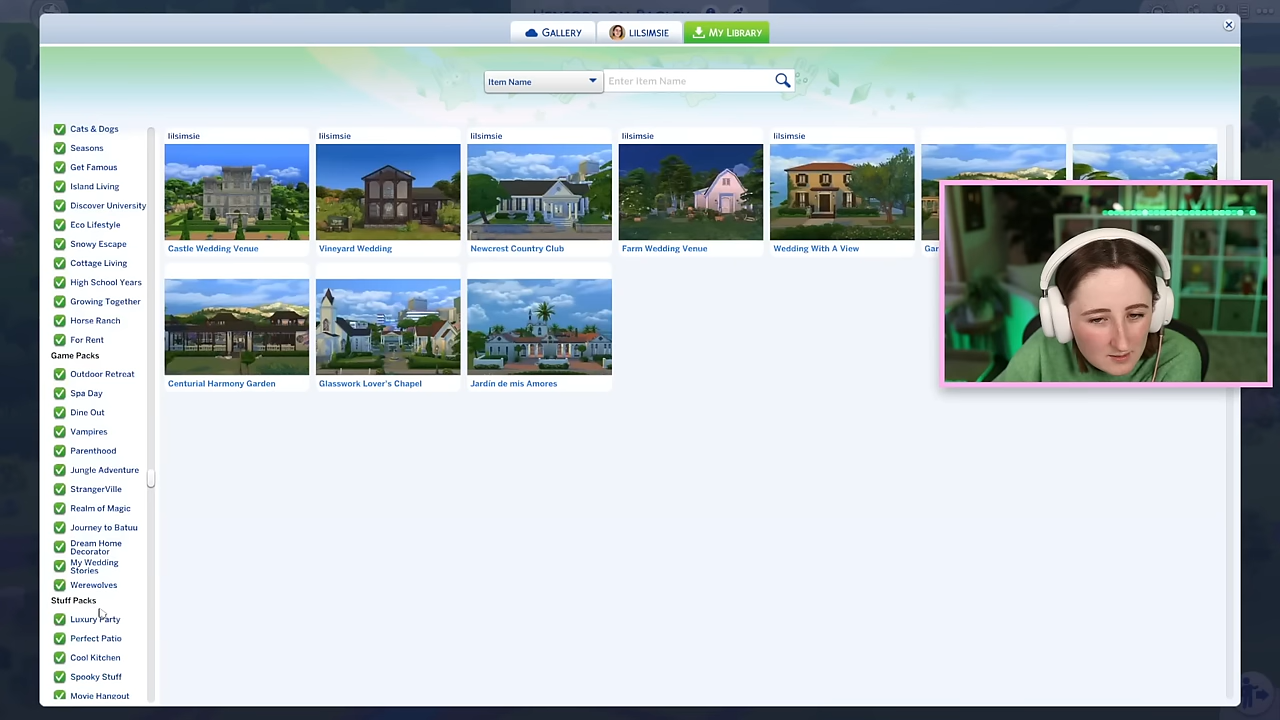 GALLERY
LILSIMSIE
MY LIBRARY
Item Name
Enter Item Name
Cats & Dogs
Seasons
Get Famous
Island Living
Discover University
Eco Lifestyle
Snowy Escape
Cottage Living
High School Years
Growing Together
Horse Ranch
For Rent
Game Packs
Outdoor Retreat
Spa Day
Dine Out
Vampires
Parenthood
Jungle Adventure
StrangerVille
Realm of Magic
Journey to Batuu
Dream Home
Decorator
My Wedding
Stories
Werewolves
Stuff Packs
Luxury Party
Perfect Patio
Cool Kitchen
Spooky Stuff
Movie Hangout
lilsimsie
lilsimsie
lilsimsie
lilsimsie
lilsimsie
Castle Wedding Venue
Vineyard Wedding
Newcrest Country Club
Farm Wedding Venue
Wedding With A View
Gar
Centurial Harmony Garden
Glasswork Lover's Chapel
Jardín de mis Amores